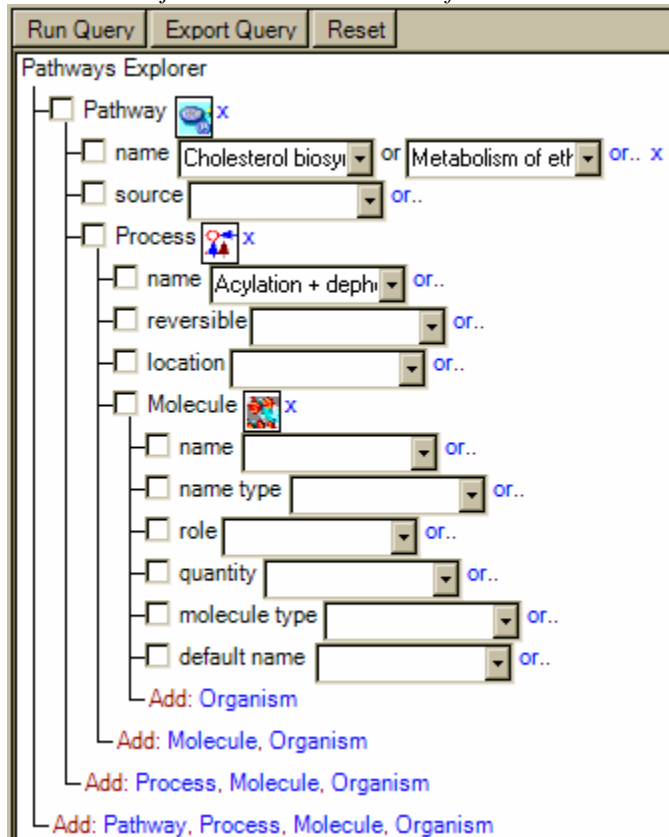 Run Query Export Query Reset
Pathways Explorer
Pathway x
name Cholesterol biosyı or Metabolism of eth or.. x
source or..
Process x
name Acylation + deph or..
reversible or..
location or..
Molecule x
name or..
name type or..
role or..
quantity or..
molecule type or..
default name or..
Add: Organism
Add: Molecule, Organism
Add: Process, Molecule, Organism
Add: Pathway, Process, Molecule, Organism